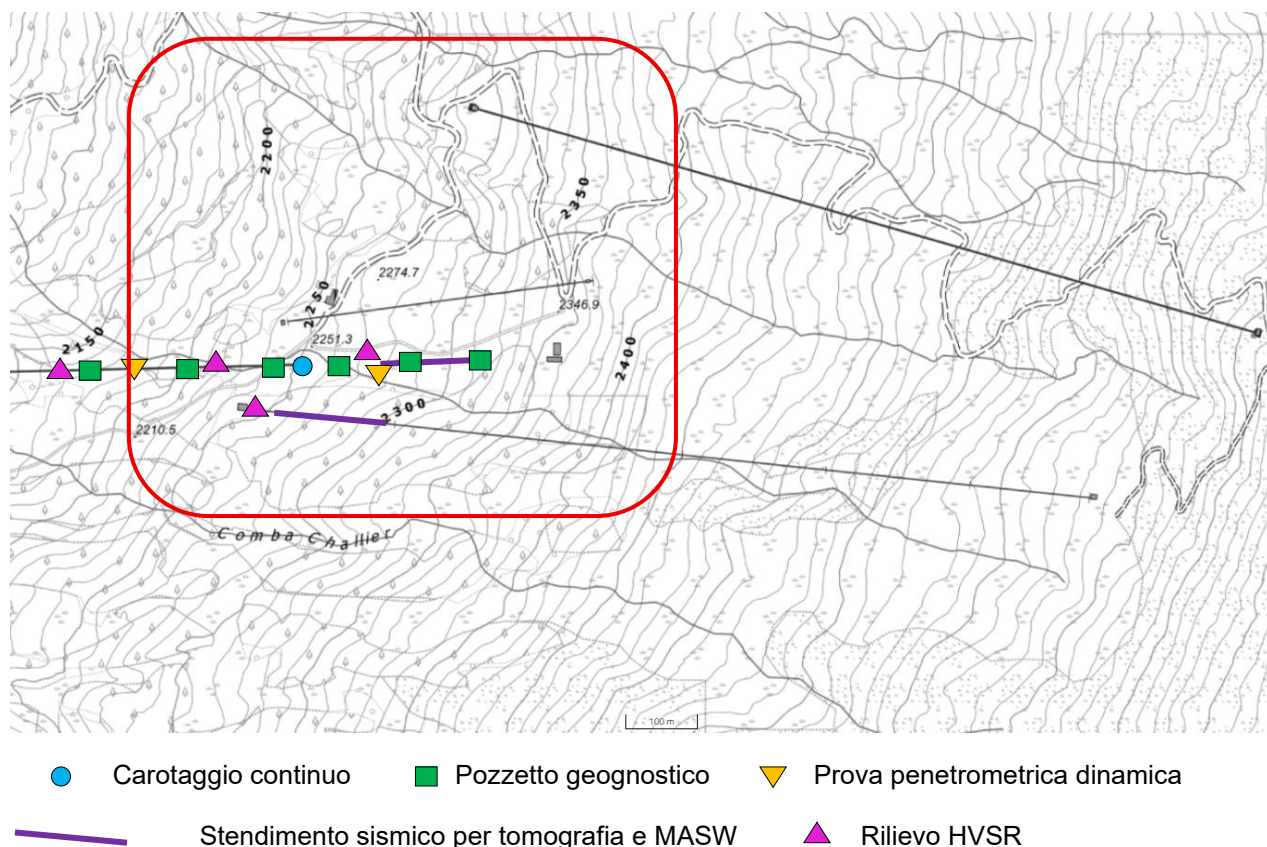 2200
2350
2274.7
2250
2346.9
2251.3
2150
2400
2300
2210.5
Comba Challier
100 m
Carotaggio continuo
Pozzetto geognostico
Prova penetrometrica dinamica
Stendimento sismico per tomografia e MASW
Rilievo HVSR